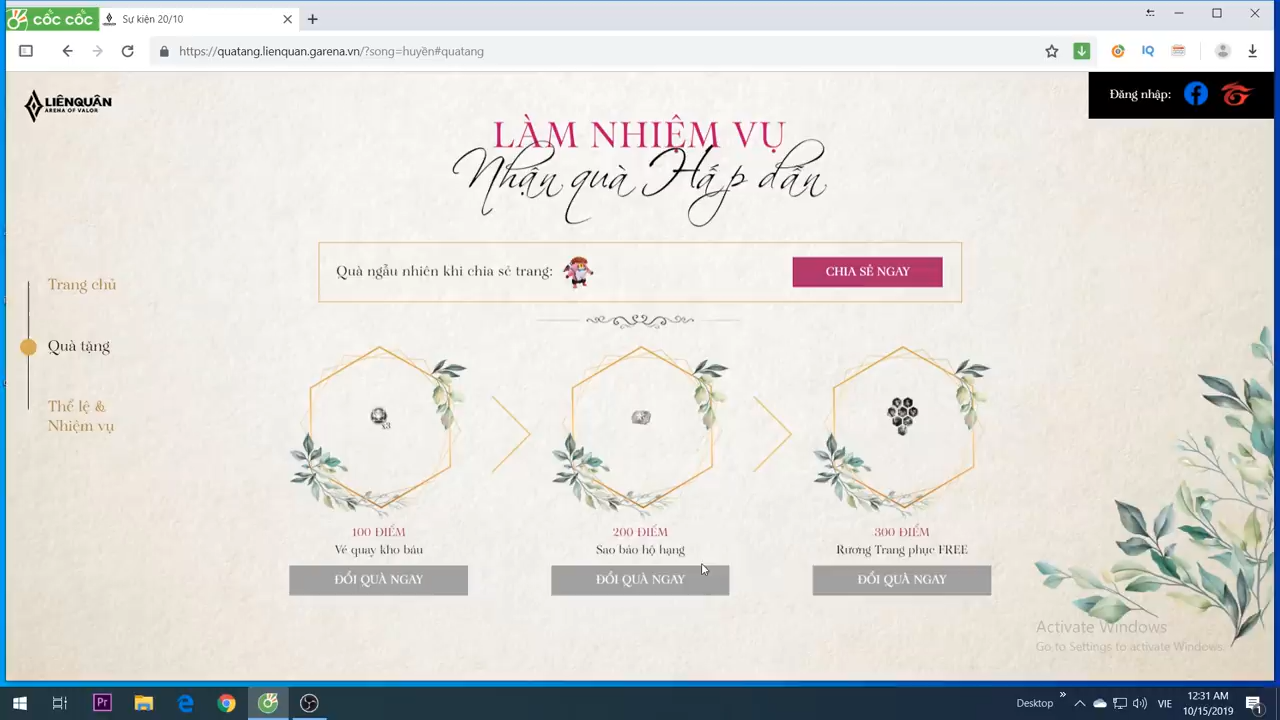 CỐC CỐC
Sự kiện 20/10
https://quatang.lienquan.garena.vn/?song=huyền#quatang
IQ
LIÊNQUÂN
ARENA OF VALOR
Đăng nhập:
LÀM NHIỆM VỤ
Nhận quà Hấp dẫn
Quà ngẫu nhiên khi chia sẻ trang:
CHIA SẺ NGAY
Trang chủ
Quà tặng
Thể lệ &
Nhiệm vụ
x3
100 ĐIỂM
200 ĐIỂM
300 ĐIỂM
Vé quay kho báu
Sao bảo hộ hạng
Rương Trang phục FREE
ĐỔI QUÀ NGAY
ĐỔI QUÀ NGAY
ĐỔI QUÀ NGAY
Activate Windows
Go to Settings to activate Windows.
Pr
Desktop
VIE
12:31 AM
10/15/2019
1